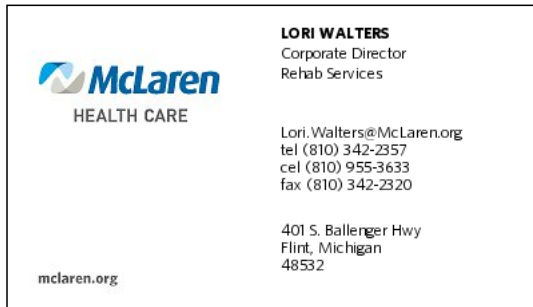 McLaren
HEALTH CARE
mclaren.org
LORI WALTERS
Corporate Director
Rehab Services
Lori.Walters@McLaren.org
tel (810) 342-2357
cel (810) 955-3633
fax (810) 342-2320
401 S. Ballenger Hwy
Flint, Michigan
48532